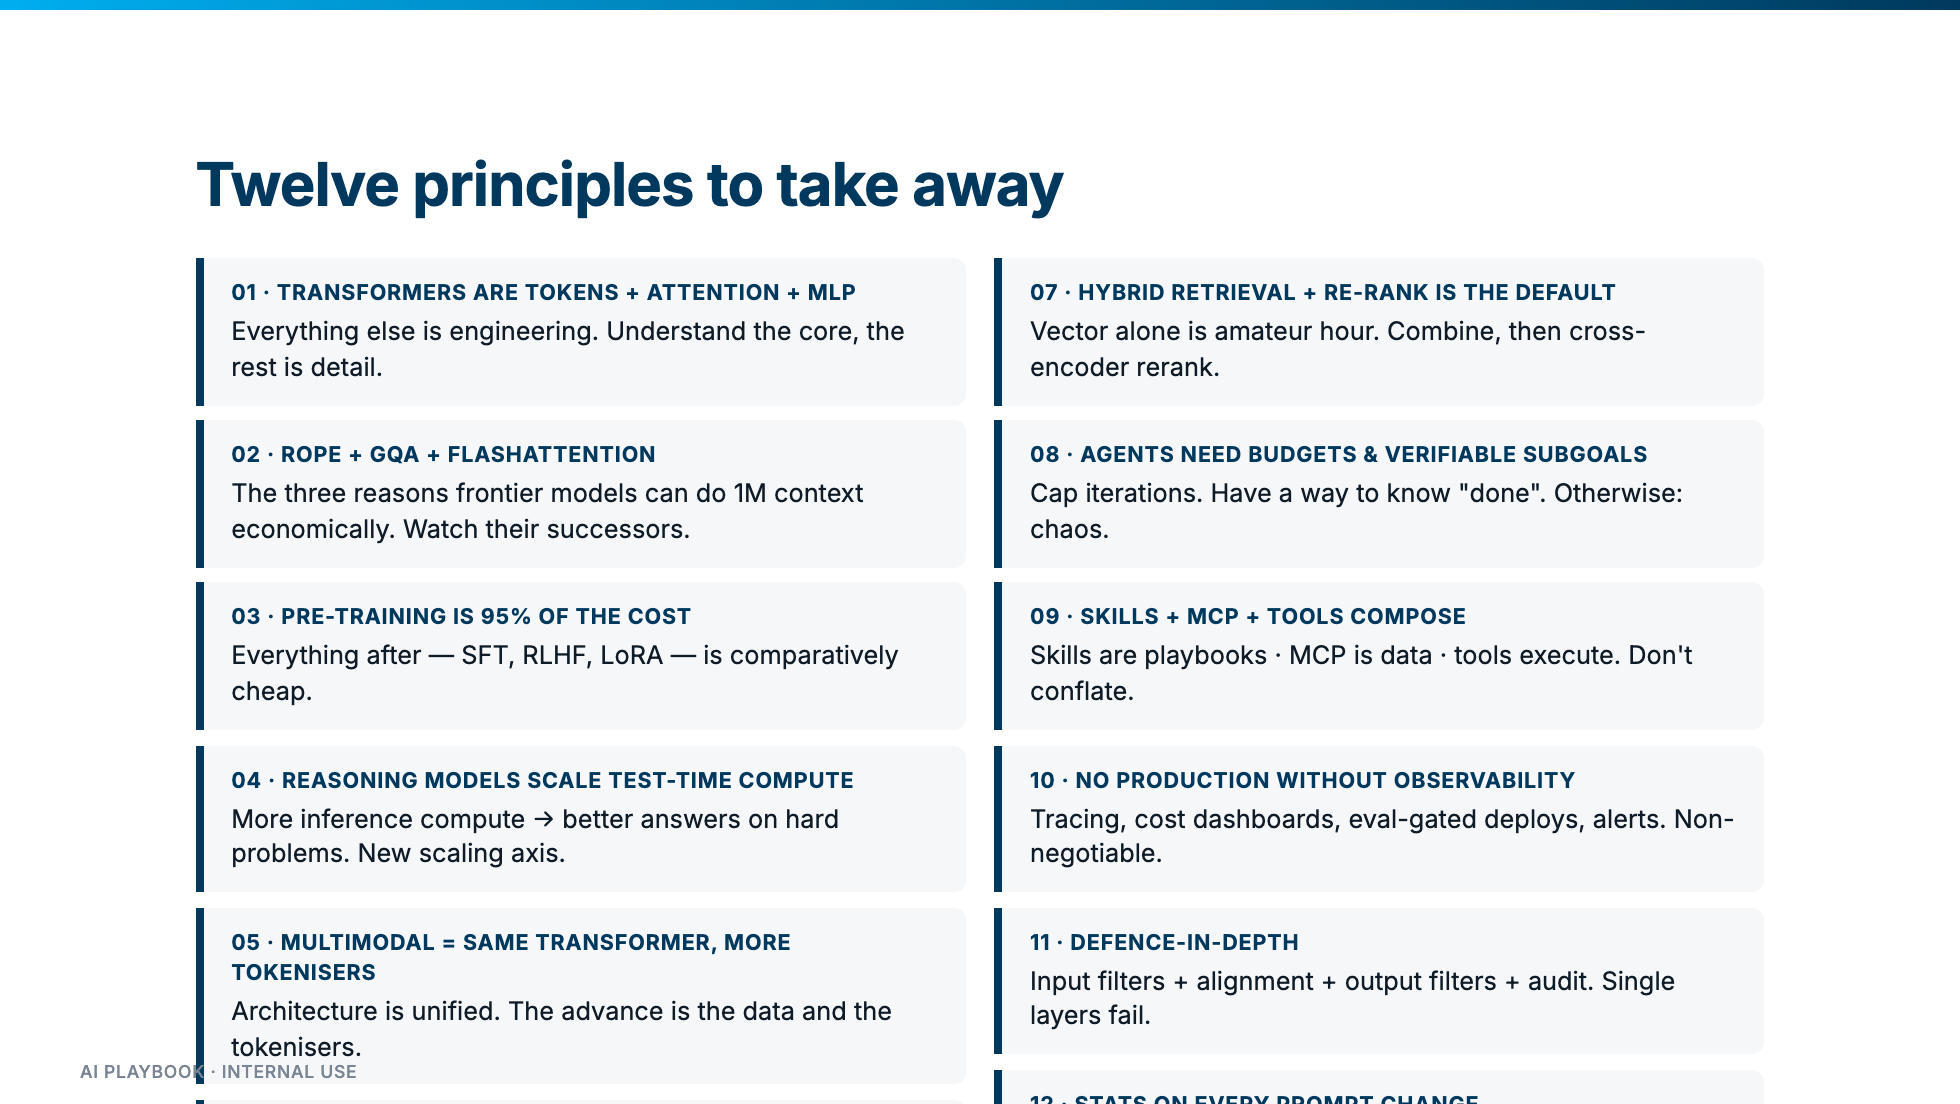 Twelve principles to take away
01 · TRANSFORMERS ARE TOKENS + ATTENTION + MLP
Everything else is engineering. Understand the core, the
rest is detail.
02 · ROPE + GQA + FLASHATTENTION
The three reasons frontier models can do 1M context
economically. Watch their successors.
03 · PRE-TRAINING IS 95% OF THE COST
Everything after — SFT, RLHF, LoRA — is comparatively
cheap.
04 · REASONING MODELS SCALE TEST-TIME COMPUTE
More inference compute → better answers on hard
problems. New scaling axis.
05 · MULTIMODAL = SAME TRANSFORMER, MORE
TOKENISERS
Architecture is unified. The advance is the data and the
tokenisers.
07 · HYBRID RETRIEVAL + RE-RANK IS THE DEFAULT
Vector alone is amateur hour. Combine, then cross-
encoder rerank.
08 · AGENTS NEED BUDGETS & VERIFIABLE SUBGOALS
Cap iterations. Have a way to know "done". Otherwise:
chaos.
09 · SKILLS + MCP + TOOLS COMPOSE
Skills are playbooks · MCP is data · tools execute. Don't
conflate.
10 · NO PRODUCTION WITHOUT OBSERVABILITY
Tracing, cost dashboards, eval-gated deploys, alerts. Non-
negotiable.
11 · DEFENCE-IN-DEPTH
Input filters + alignment + output filters + audit. Single
layers fail.
12 · STATS ON EVERY PROMPT CHANGE
AI PLAYBOOK · INTERNAL USE